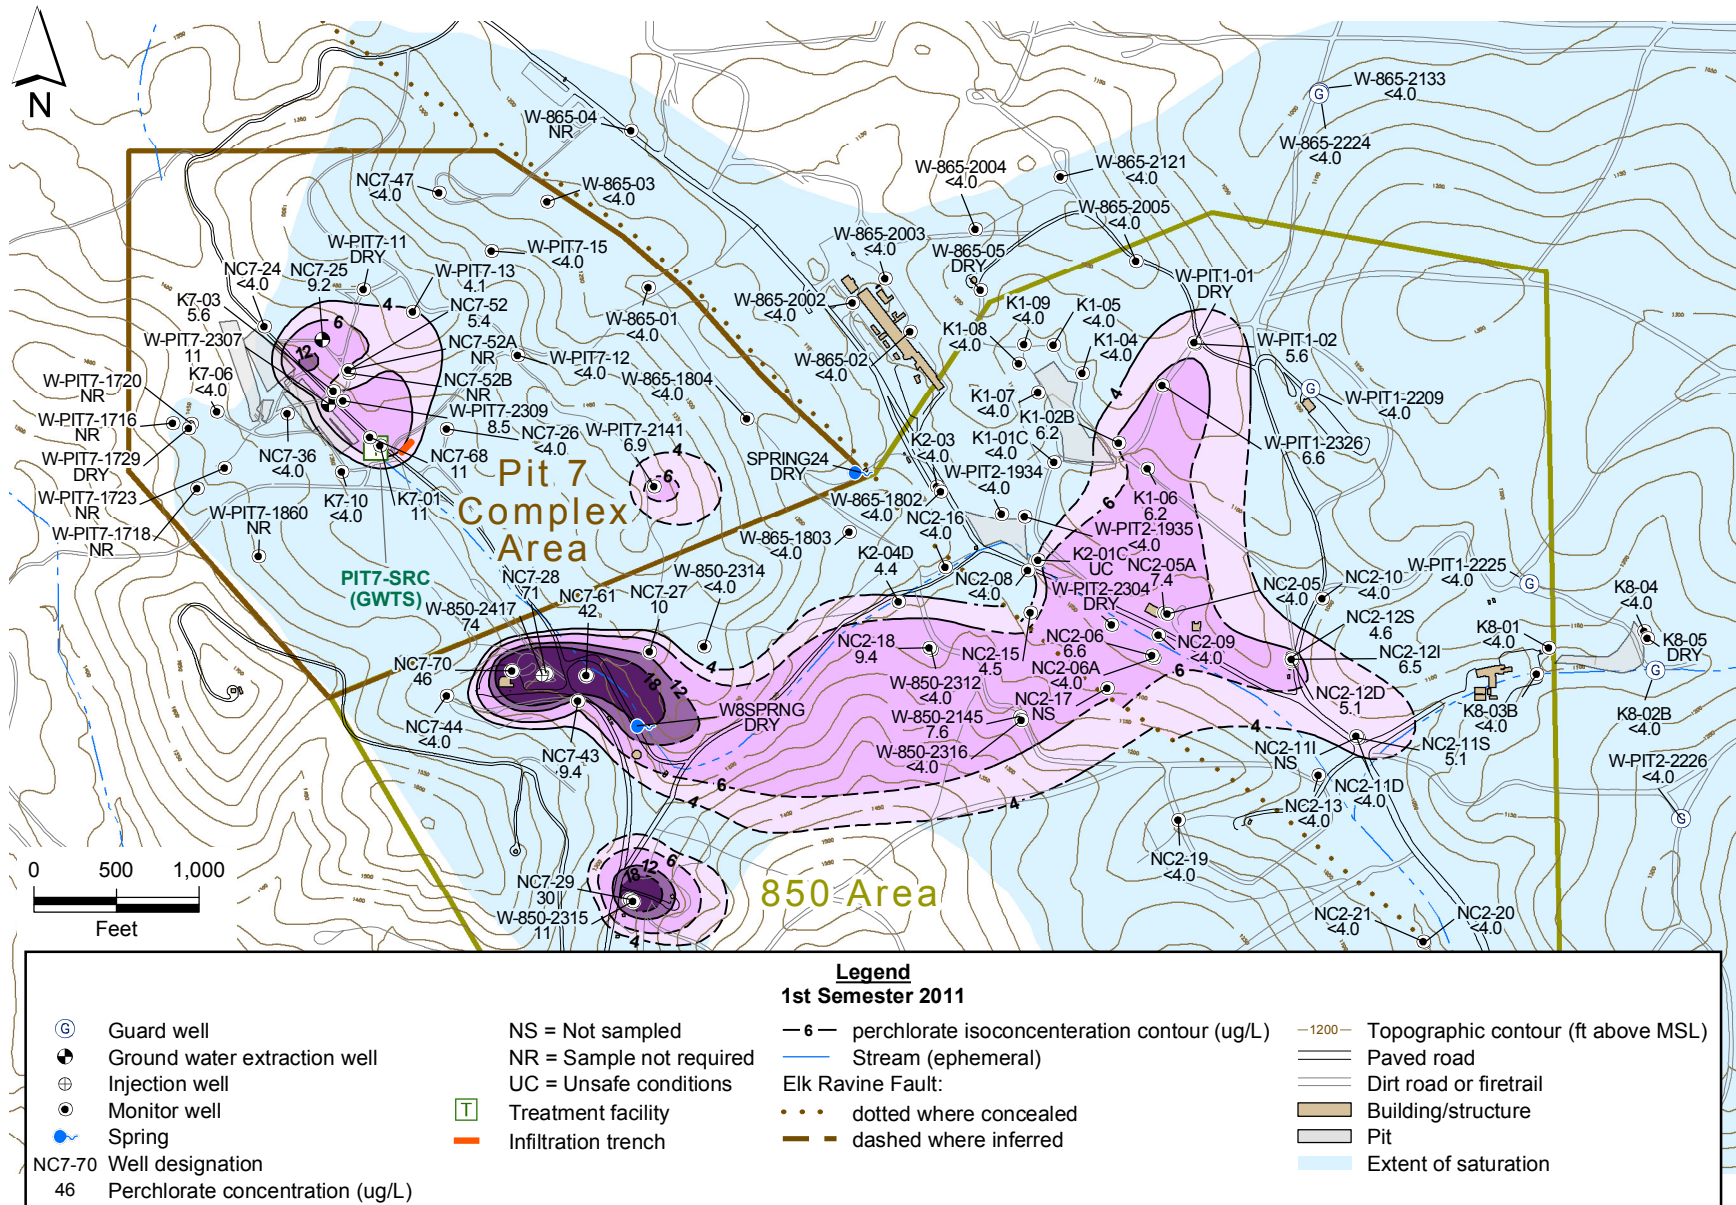 N
W-865-2133
<4.0
W-865-2224
<4.0
W-865-04
NR
W-865-2004
<4.0
W-865-2121
<4.0
NC7-47
<4.0
W-865-03
<4.0
W-865-2005
<4.0
W-865-2003
<4.0
W-865-05
DRY
W-PIT7-11
DRY
W-PIT7-15
<4.0
NC7-24
<4.0
NC7-25
9.2
W-PIT7-13
4.1
W-PIT1-01
DRY
K7-03
5.6
NC7-52
5.4
W-865-2002
<4.0
W-865-01
<4.0
K1-09
<4.0
K1-05
<4.0
K1-08
<4.0
K1-04
<4.0
W-PIT7-2307
11
NC7-52A
NR
W-PIT7-12
<4.0
W-865-02
<4.0
W-PIT1-02
5.6
K7-06
<4.0
W-PIT7-1720
NR
NC7-52B
NR
W-865-1804
<4.0
K1-07
<4.0
W-PIT1-2209
<4.0
W-PIT7-1716
NR
W-PIT7-2309
8.5
K1-02B
6.2
W-PIT7-1729
DRY
NC7-36
<4.0
NC7-26
<4.0
NC7-68
11
W-PIT7-2141
6.9
K2-03
<4.0
K1-01C
<4.0
W-PIT1-2326
6.6
SPRING24
DRY
W-PIT2-1934
<4.0
W-PIT7-1723
NR
K7-10
<4.0
K7-01
11
Pit 7
Complex
Area
W-865-1802
<4.0
K1-06
6.2
W-PIT7-1718
NR
W-PIT7-1860
NR
NC2-16
<4.0
W-PIT2-1935
<4.0
W-865-1803
<4.0
K2-01C
UC
K2-04D
4.4
NC2-08
<4.0
NC2-05A
7.4
W-PIT2-2304
DRY
NC2-05
<4.0
NC2-10
<4.0
W-PIT1-2225
<4.0
PIT7-SRC
(GWTS)
NC7-28
71
NC7-61
42
W-850-2314
<4.0
NC7-27
10
W-850-2417
74
NC2-12S
4.6
K8-04
<4.0
K8-01
<4.0
K8-05
DRY
NC7-70
46
NC2-18
9.4
NC2-15
4.5
NC2-06
6.6
NC2-09
<4.0
NC2-12I
6.5
NC2-06A
<4.0
W-850-2312
<4.0
NC2-17
NS
NC2-12D
5.1
NC7-44
<4.0
W8SPRNG
DRY
K8-03B
<4.0
K8-02B
<4.0
W-850-2145
7.6
NC7-43
9.4
W-850-2316
<4.0
NC2-11I
NS
NC2-11S
5.1
W-PIT2-2226
<4.0
NC2-13
<4.0
NC2-11D
<4.0
NC2-19
<4.0
0 500 1,000
Feet
NC7-29
30
W-850-2315
11
850 Area
NC2-21
<4.0
NC2-20
<4.0
Legend
1st Semester 2011
G Guard well
Ground water extraction well
Injection well
Monitor well
Spring
NC7-70 Well designation
46 Perchlorate concentration (ug/L)
NS = Not sampled
NR = Sample not required
UC = Unsafe conditions
T Treatment facility
Infiltration trench
6 perchlorate isoconcenteration contour (ug/L)
Stream (ephemeral)
Elk Ravine Fault:
dotted where concealed
dashed where inferred
1200 Topographic contour (ft above MSL)
Paved road
Dirt road or firetrail
Building/structure
Pit
Extent of saturation